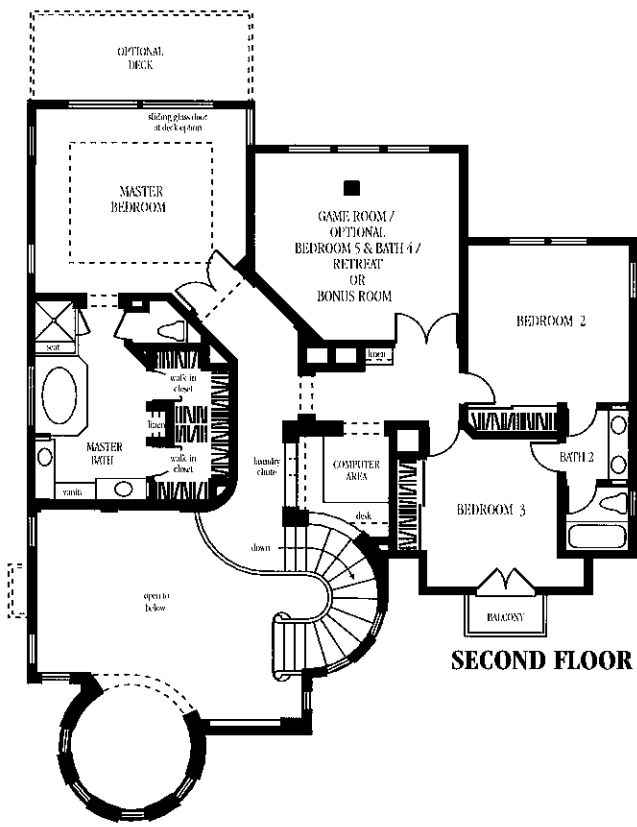 OPTIONAL
DECK
sliding glass door
at deck option
MASTER
BEDROOM
GAME ROOM /
OPTIONAL
BEDROOM 5 & BATH 4 /
RETREAT
OR
BONUS ROOM
BEDROOM 2
seat
linen
walk in
closet
linen
MASTER
BATH
walk in
closet
vanity
laundry
chute
COMPUTER
AREA
desk
BATH 2
BEDROOM 3
down
open to
below
BALCONY
SECOND FLOOR